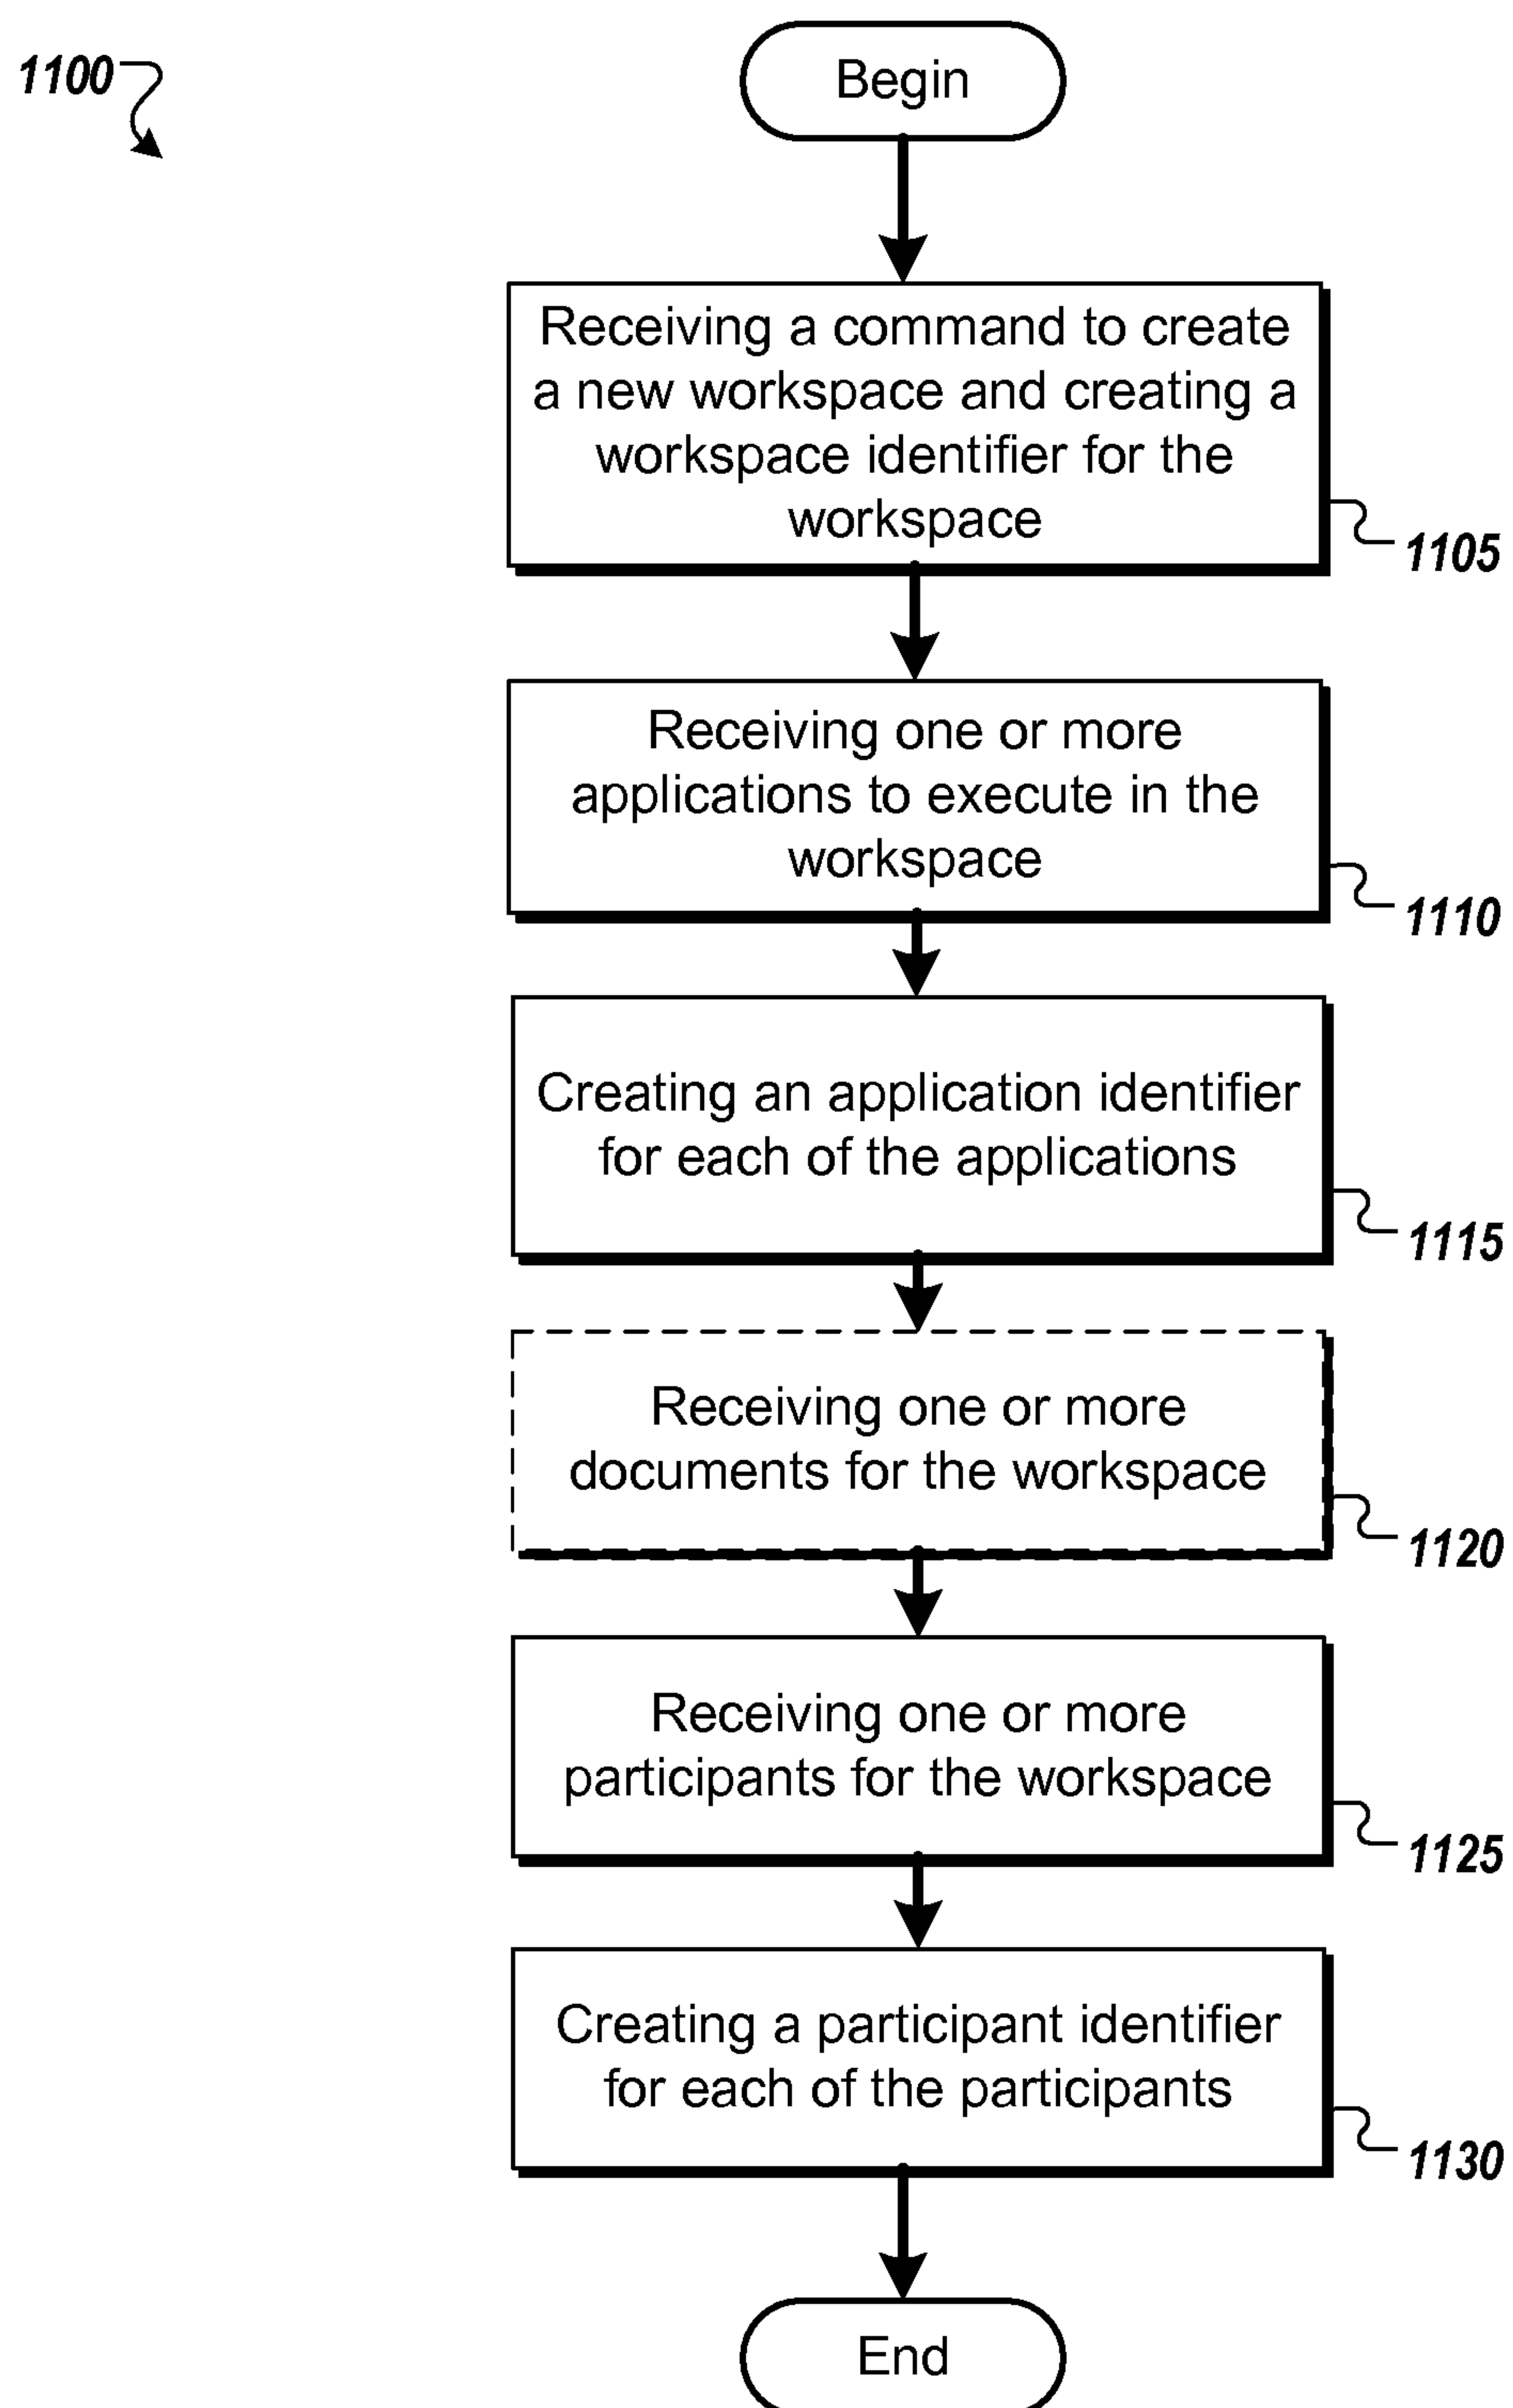 1100
Begin
Receiving a command to create
a new workspace and creating a
workspace identifier for the
workspace
1105
Receiving one or more
applications to execute in the
workspace
1110
Creating an application identifier
for each of the applications
1115
Receiving one or more
documents for the workspace
1120
Receiving one or more
participants for the workspace
1125
Creating a participant identifier
for each of the participants
1130
End